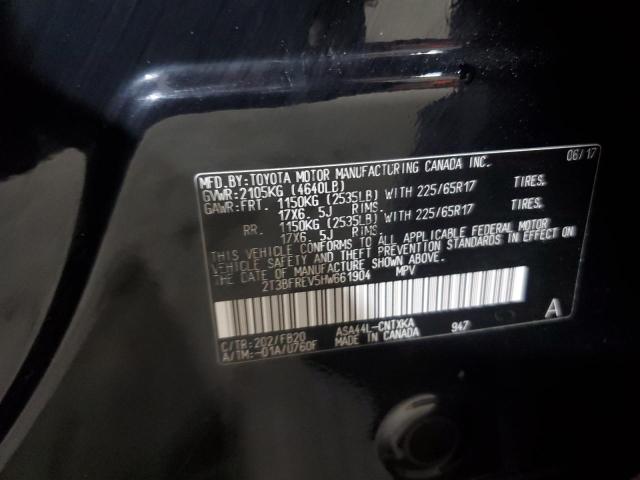 MFD.BY:TOYOTA MOTOR MANUFACTURING CANADA INC. 06/17
GVWR:2105KG (4640LB)
GAWR:FRT. 1150KG (2535LB) WITH 225/65R17 TIRES,
17X6.5J RIMS
RR. 1150KG (2535LB) WITH 225/65R17 TIRES,
17X6.5J RIMS
THIS VEHICLE CONFORMS TO ALL APPLICABLE FEDERAL MOTOR
VEHICLE SAFETY AND THEFT PREVENTION STANDARDS IN EFFECT ON
THE DATE OF MANUFACTURE SHOWN ABOVE.
2T3BFREV5HW661904 MPV
C/TR:202/FB20 ASA44L-CNTXKA 947 A
A/TM:-01A/U760F MADE IN CANADA